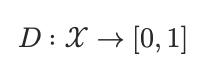 D : 𝒳 → [0, 1]